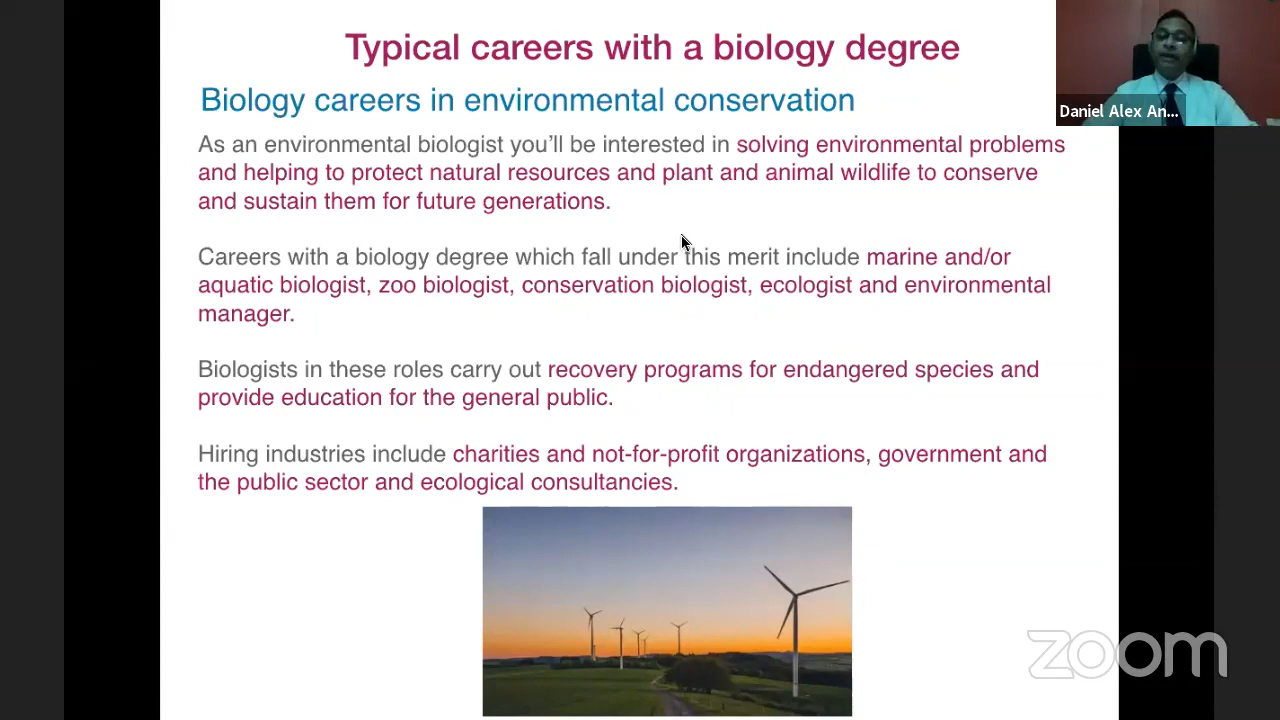 Typical careers with a biology degree
Biology careers in environmental conservation
As an environmental biologist you’ll be interested in solving environmental problems
and helping to protect natural resources and plant and animal wildlife to conserve
and sustain them for future generations.
Careers with a biology degree which fall under this merit include marine and/or
aquatic biologist, zoo biologist, conservation biologist, ecologist and environmental
manager.
Biologists in these roles carry out recovery programs for endangered species and
provide education for the general public.
Hiring industries include charities and not-for-profit organizations, government and
the public sector and ecological consultancies.
Daniel Alex An...
zoom